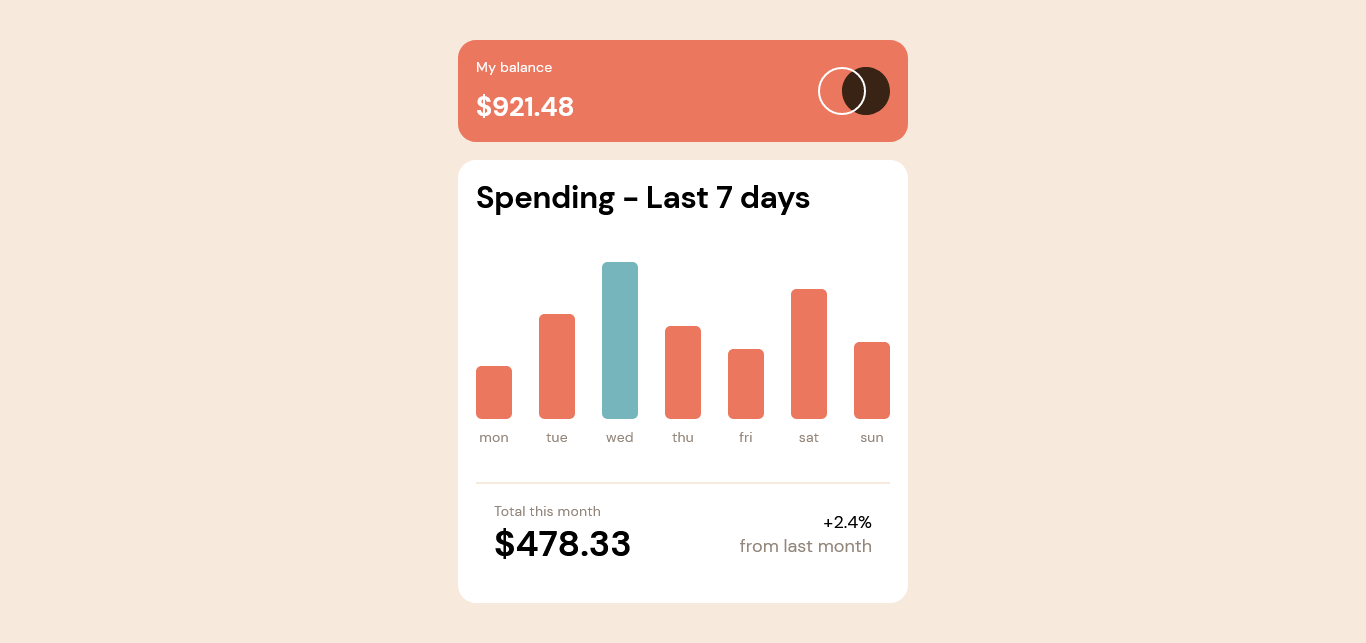 My balance
$921.48
Spending - Last 7 days
mon tue wed thu fri sat sun
Total this month
$478.33
+2.4%
from last month